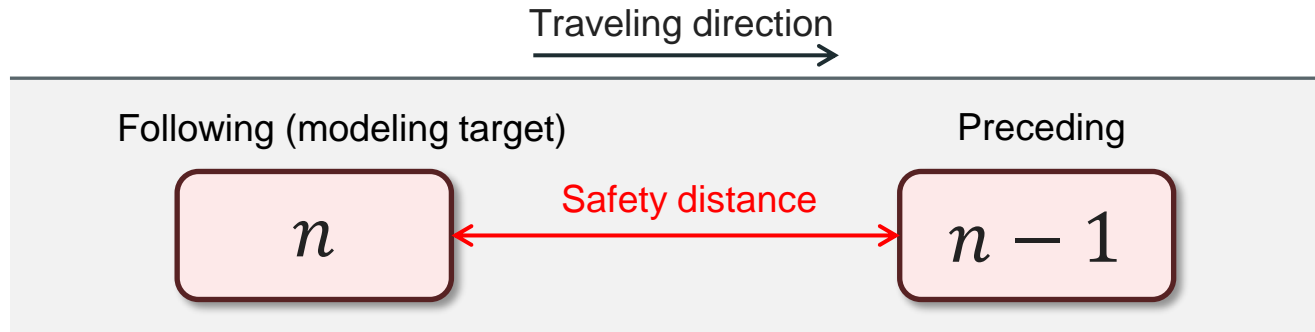 Traveling direction
Following (modeling target)
Preceding
Safety distance
n
n − 1